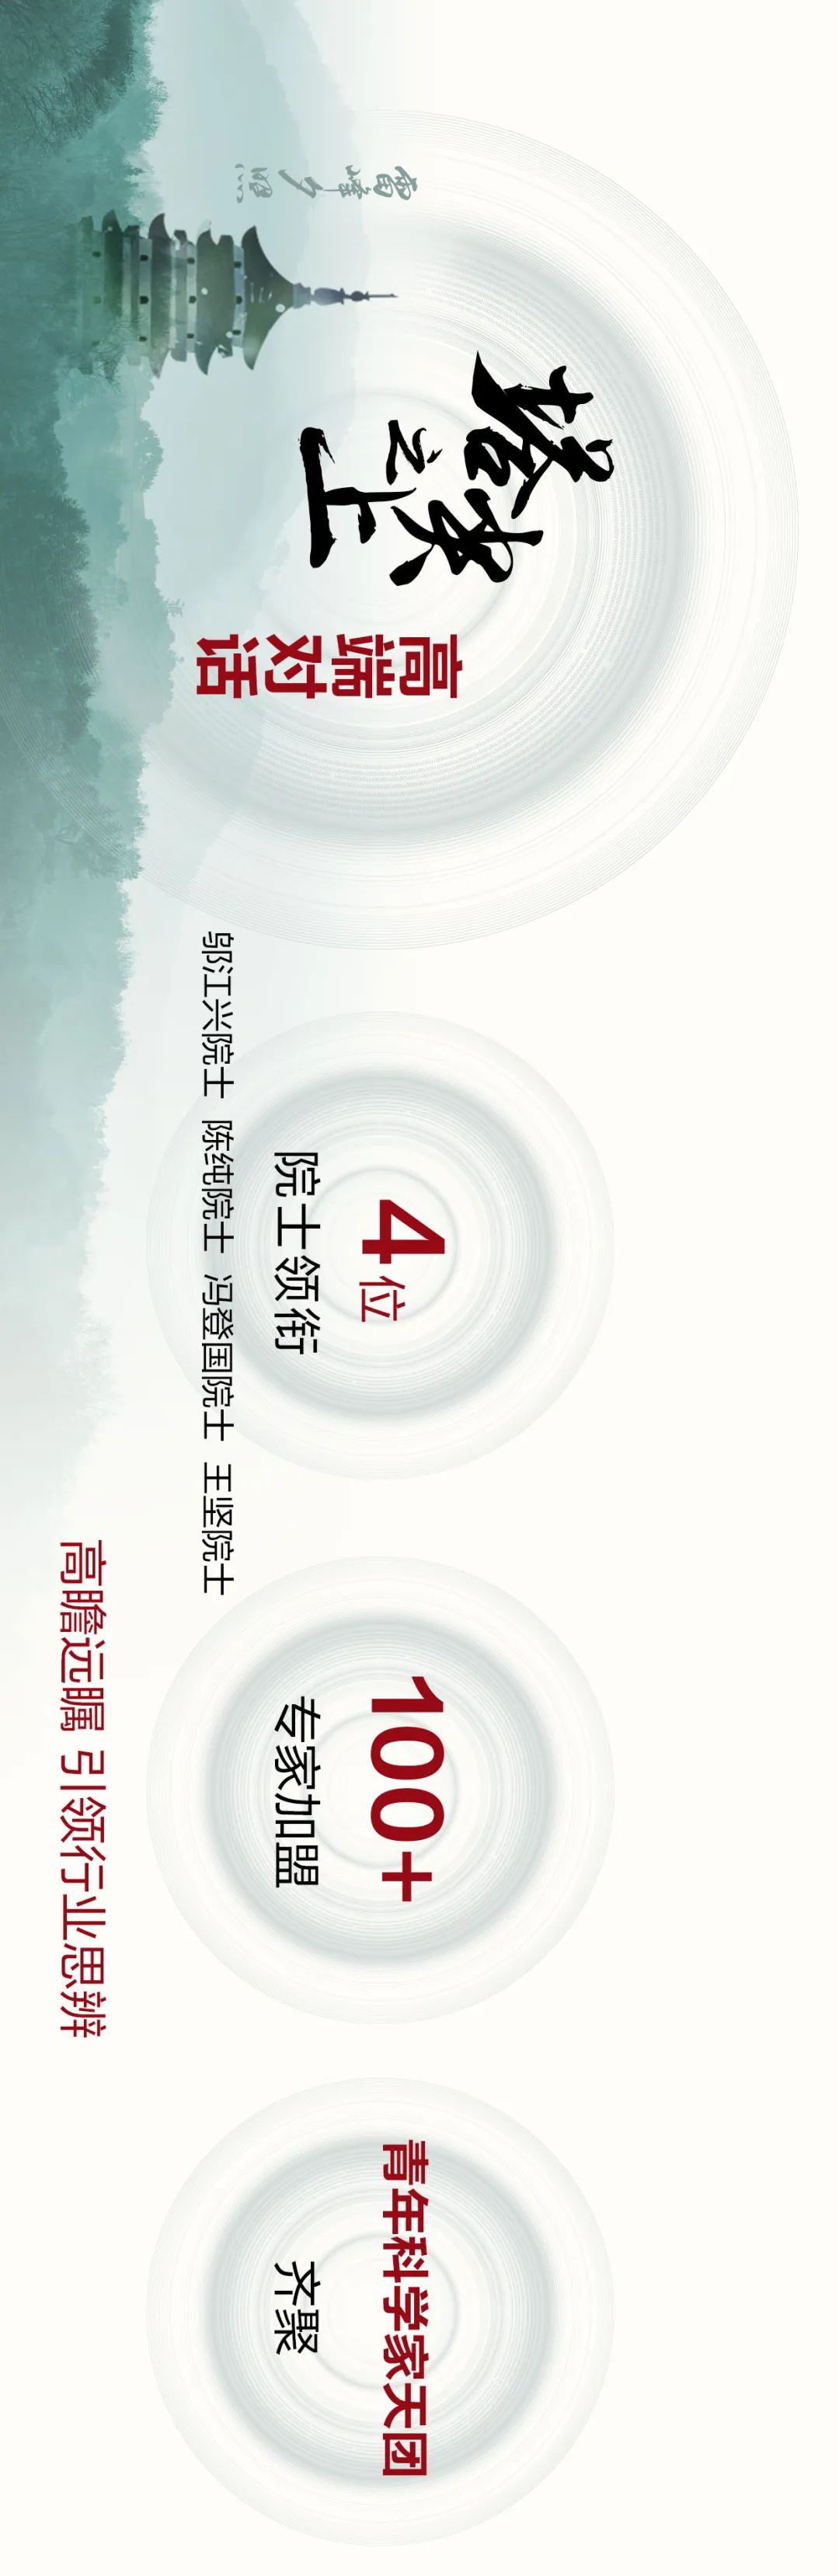 雷峰夕照
塔尖之上
高端对话
4位
院士领衔
邬江兴院士 陈纯院士 冯登国院士 王坚院士
100+
专家加盟
青年科学家天团
齐聚
高瞻远瞩 引领行业思辨